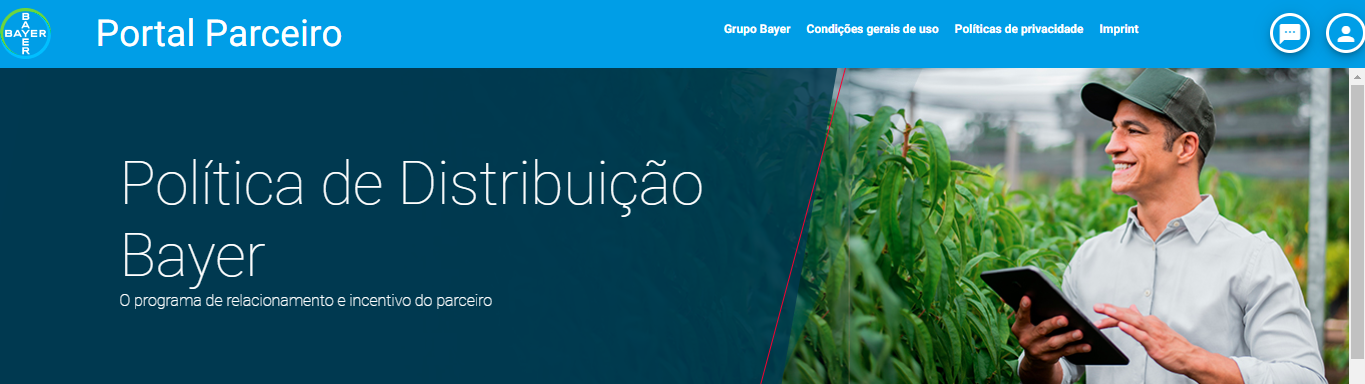 BAYER
BAYER
Portal Parceiro
Grupo Bayer Condições gerais de uso Políticas de privacidade Imprint
Política de Distribuição
Bayer
O programa de relacionamento e incentivo do parceiro